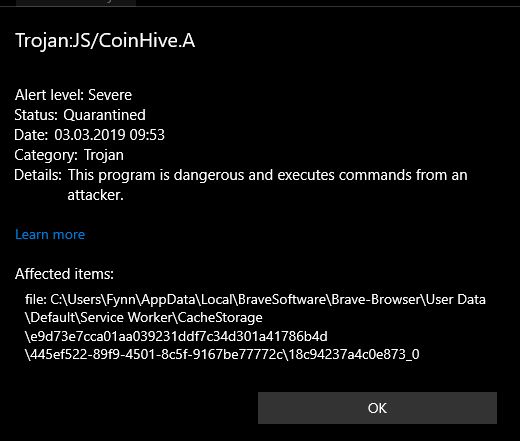 Trojan:JS/CoinHive.A
Alert level: Severe
Status: Quarantined
Date: 03.03.2019 09:53
Category: Trojan
Details: This program is dangerous and executes commands from an
attacker.
Learn more
Affected items:
file: C:\Users\Fynn\AppData\Local\BraveSoftware\Brave-Browser\User Data
\Default\Service Worker\CacheStorage
\e9d73e7cca01aa039231ddf7c34d301a41786b4d
\445ef522-89f9-4501-8c5f-9167be77772c\18c94237a4c0e873_0
OK